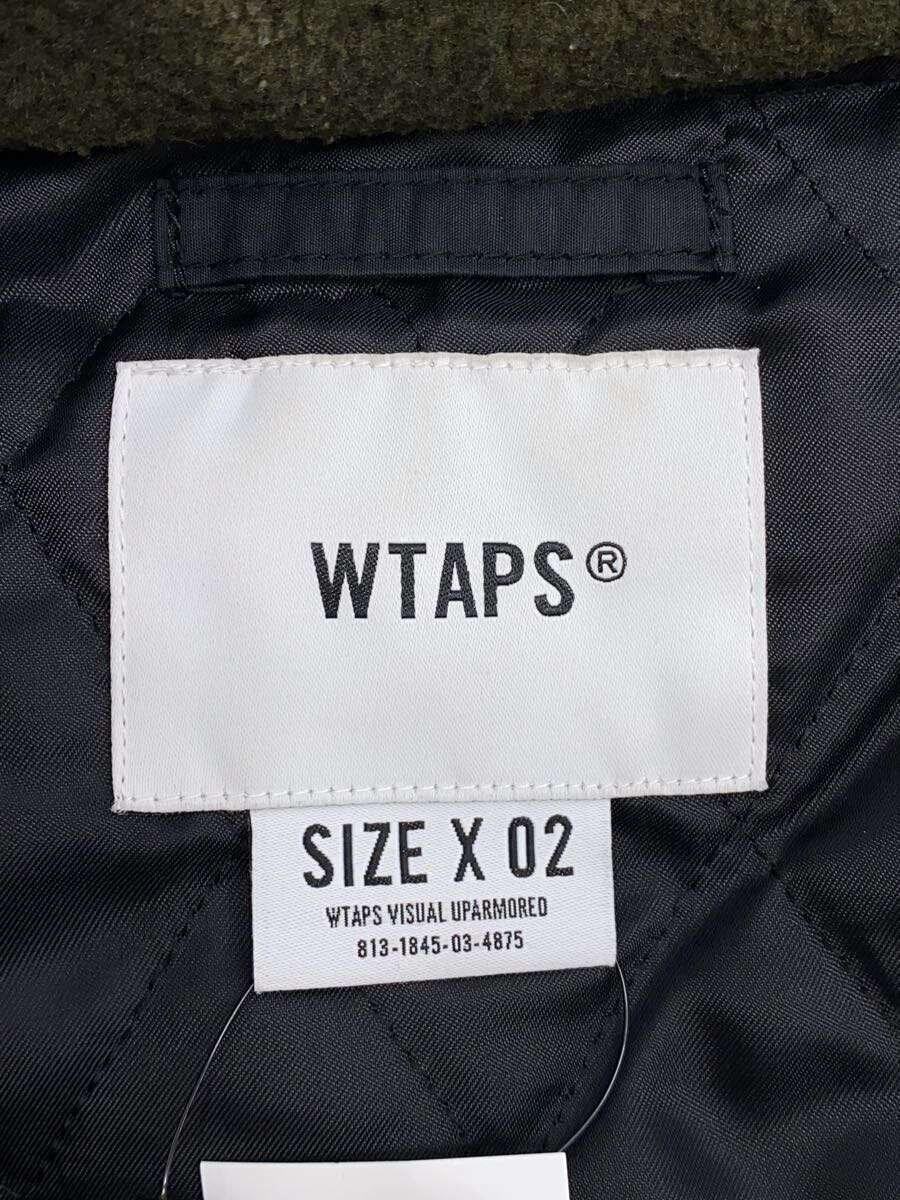 WTAPS®
SIZE X 02
WTAPS VISUAL UPARMORED
813-1845-03-4875